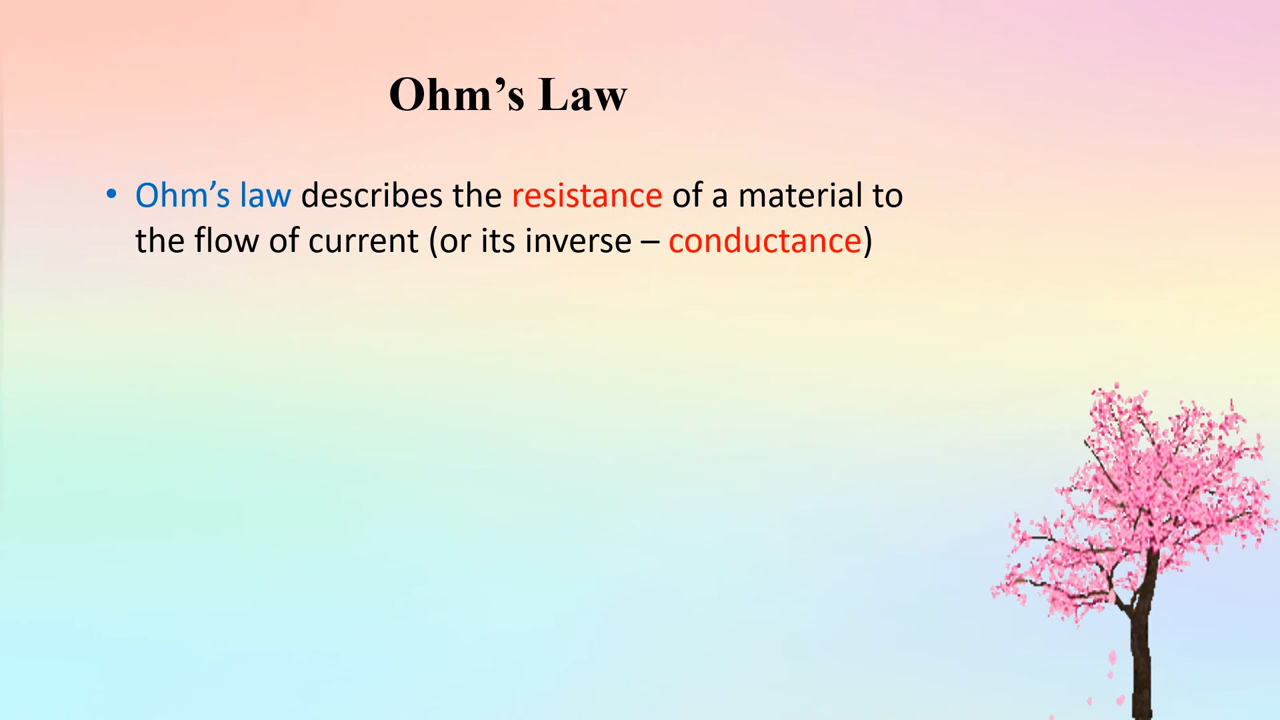 Ohm’s Law
• Ohm’s law describes the resistance of a material to
the flow of current (or its inverse – conductance)